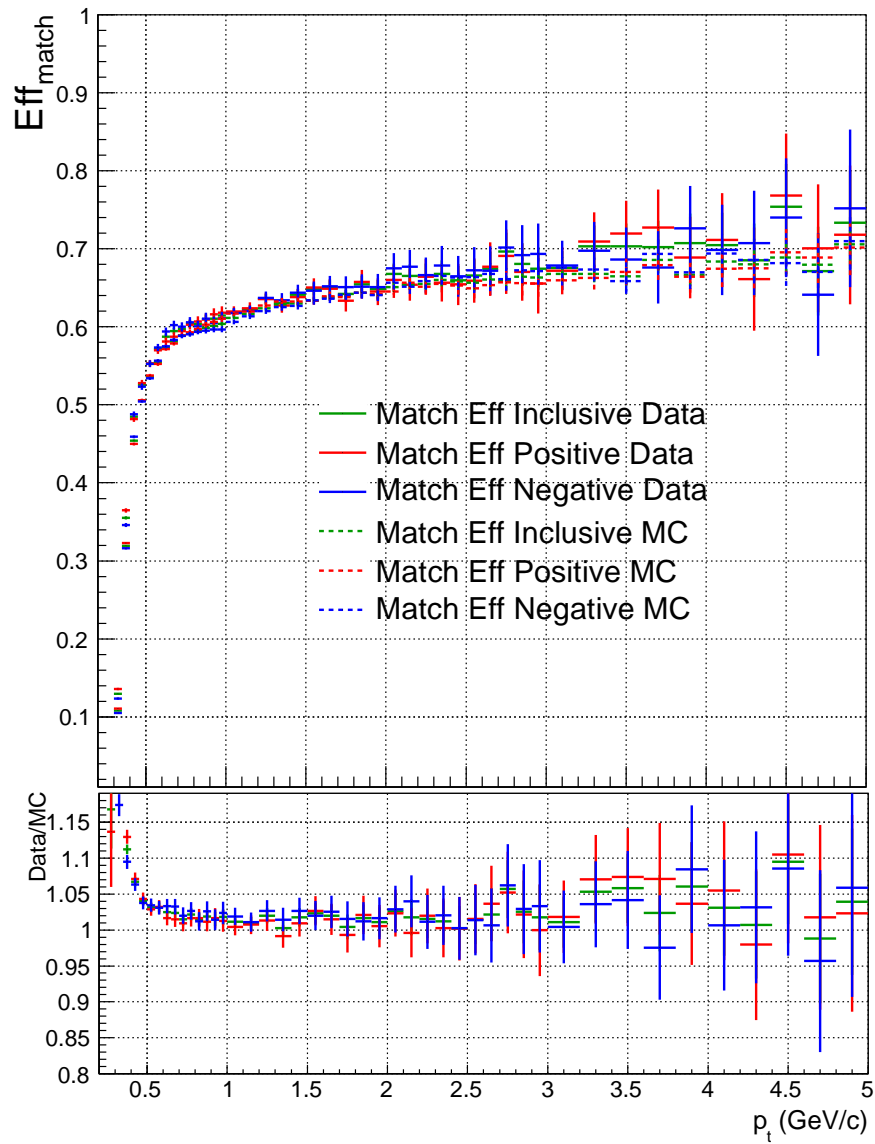 Eff_match
1
0.9
0.8
0.7
0.6
0.5
0.4
0.3
0.2
0.1
Match Eff Inclusive Data
Match Eff Positive Data
Match Eff Negative Data
Match Eff Inclusive MC
Match Eff Positive MC
Match Eff Negative MC
Data/MC
1.15
1.1
1.05
1
0.95
0.9
0.85
0.8
0.5 1 1.5 2 2.5 3 3.5 4 4.5 5
p_t (GeV/c)